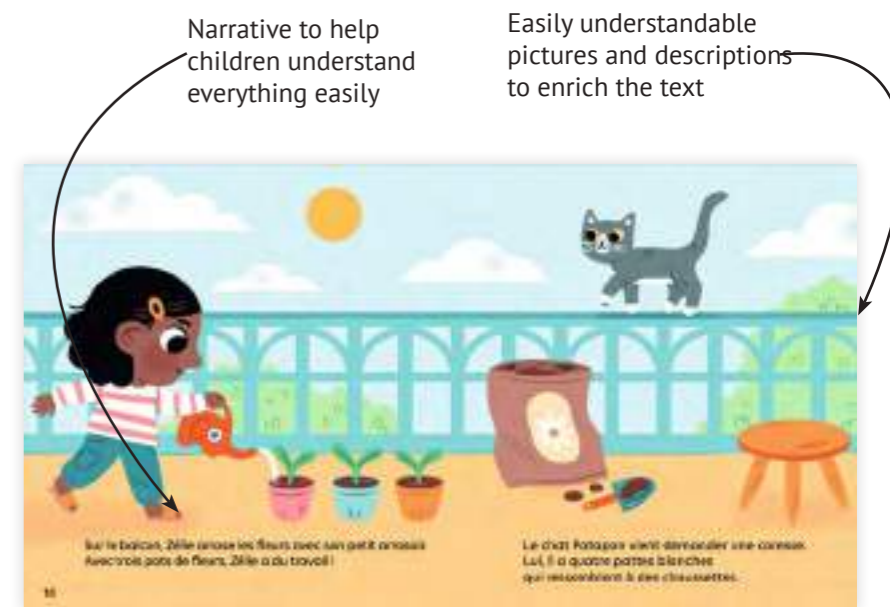 Narrative to help
children understand
everything easily
Easily understandable
pictures and descriptions
to enrich the text
Sur le balcon, Zélie arrose les fleurs avec son petit arrosoir.
Avec trois pots de fleurs, Zélie a du travail !
Le chat Patapon vient demander une caresse.
Lui, il a quatre pattes blanches
qui ressemblent à des chaussettes.